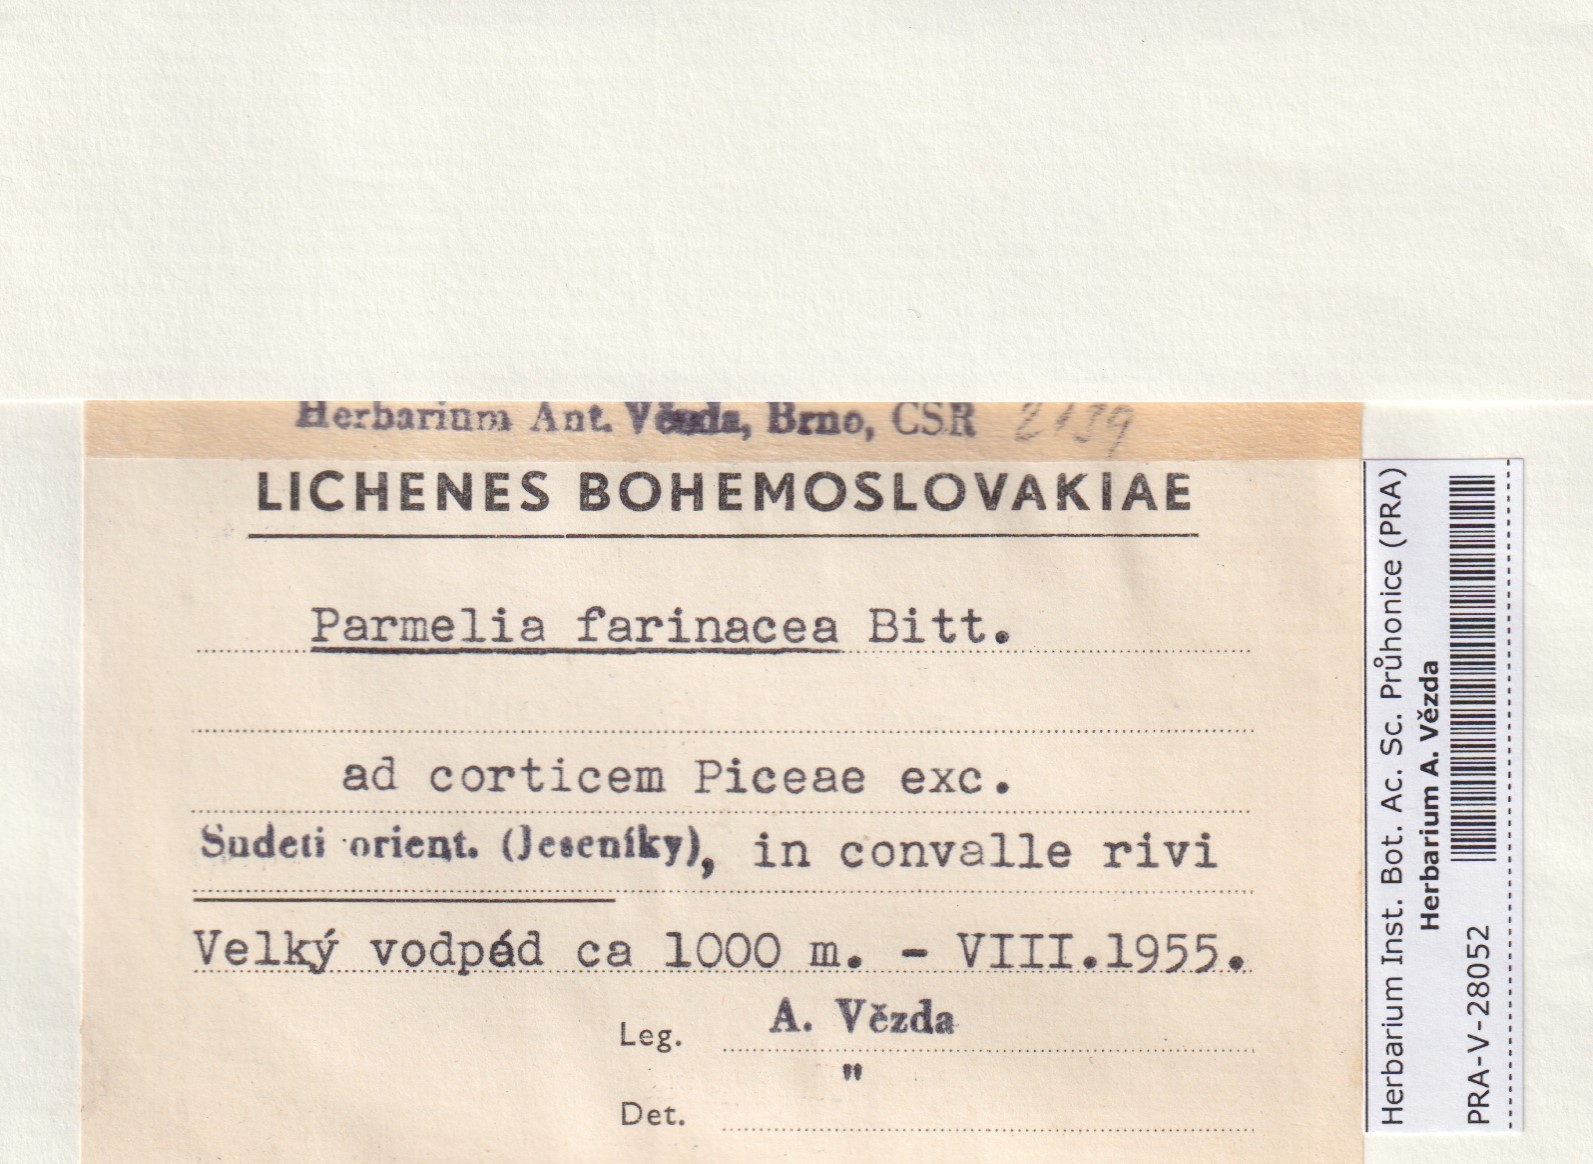 Herbarium Ant. Vězda, Brno, ČSR 2139
LICHENES BOHEMOSLOVAKIAE
Parmelia farinacea Bitt.
ad corticem Piceae exc.
Sudeti orient. (Jeseníky), in convalle rivi
Velký vodpád ca 1000 m. - VIII.1955.
Leg. A. Vězda
Det. "
Herbarium Inst. Bot. Ac. Sc. Průhonice (PRA)
Herbarium A. Vězda
PRA-V-28052